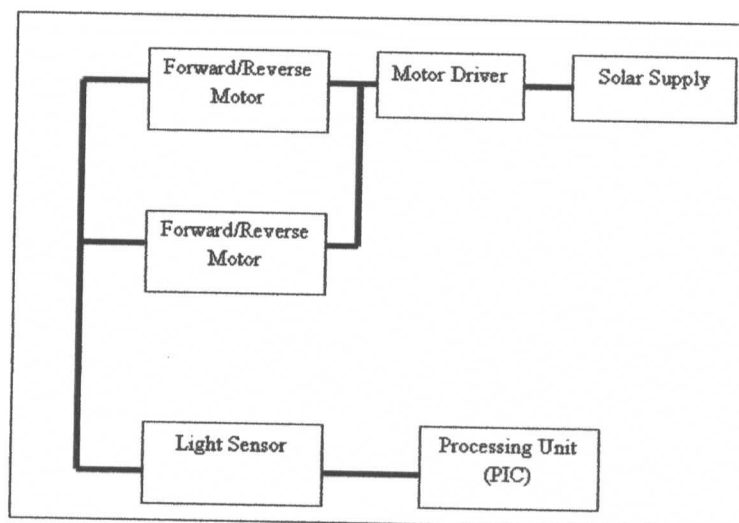 Forward/Reverse
Motor
Motor Driver
Solar Supply
Forward/Reverse
Motor
Light Sensor
Processing Unit
(PIC)